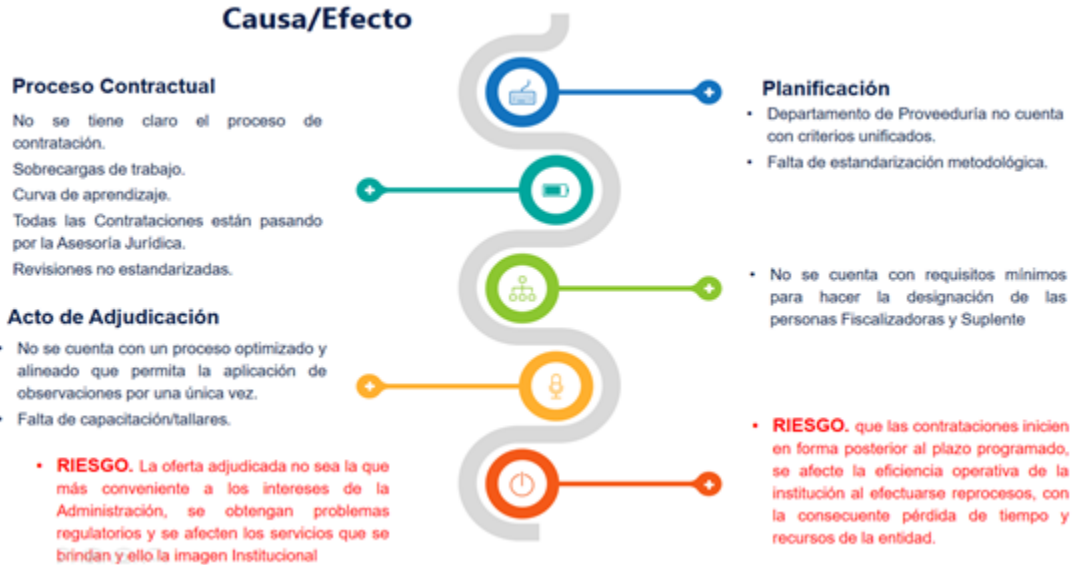 Causa/Efecto
Proceso Contractual
No se tiene claro el proceso de
contratación.
Sobrecargas de trabajo.
Curva de aprendizaje.
Todas las Contrataciones están pasando
por la Asesoría Jurídica.
Revisiones no estandarizadas.
Acto de Adjudicación
• No se cuenta con un proceso optimizado y
alineado que permita la aplicación de
observaciones por una única vez.
• Falta de capacitación/tallares.
• RIESGO. La oferta adjudicada no sea la que
más conveniente a los intereses de la
Administración, se obtengan problemas
regulatorios y se afecten los servicios que se
brindan y ello la imagen Institucional
Planificación
• Departamento de Proveeduría no cuenta
con criterios unificados.
• Falta de estandarización metodológica.
• No se cuenta con requisitos mínimos
para hacer la designación de las
personas Fiscalizadoras y Suplente
• RIESGO. que las contrataciones inicien
en forma posterior al plazo programado,
se afecte la eficiencia operativa de la
institución al efectuarse reprocesos, con
la consecuente pérdida de tiempo y
recursos de la entidad.